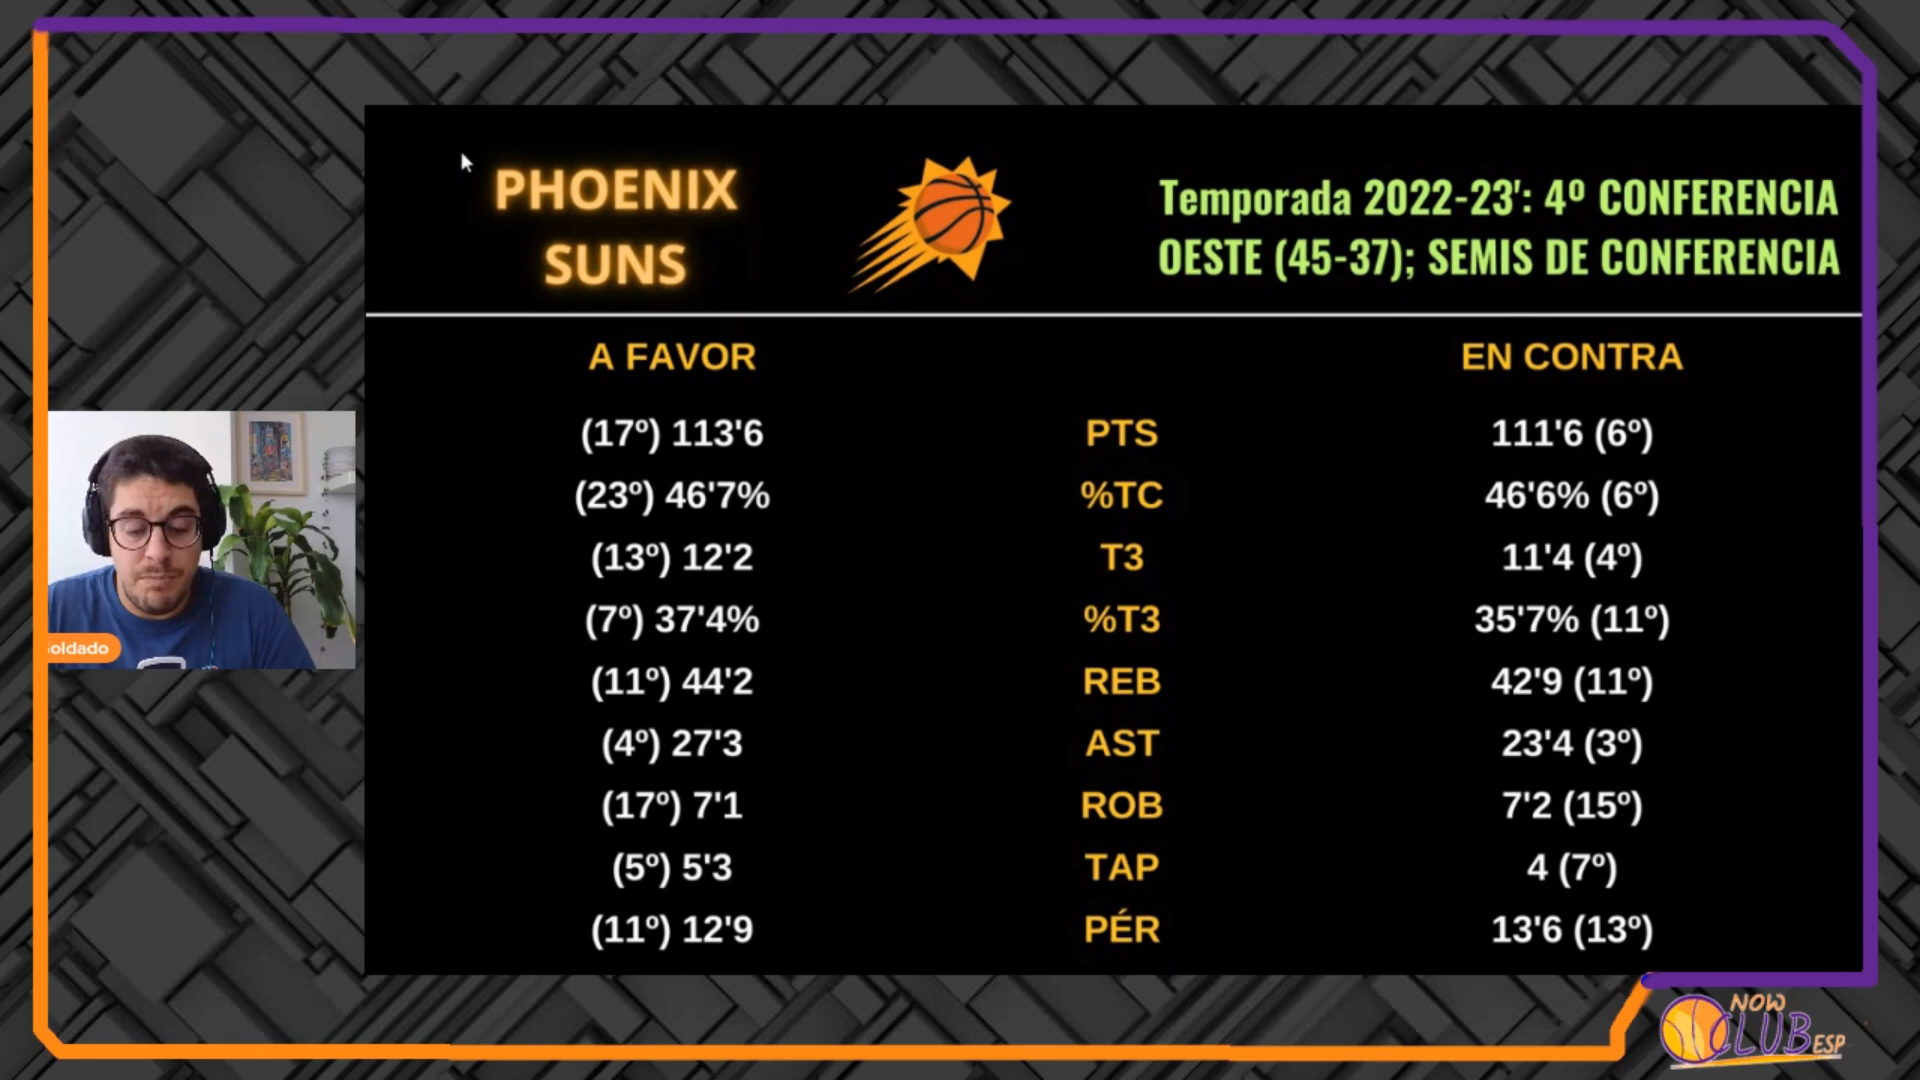 PHOENIX
SUNS
Temporada 2022-23': 4º CONFERENCIA
OESTE (45-37); SEMIS DE CONFERENCIA
A FAVOR EN CONTRA
(17º) 113'6 PTS 111'6 (6º)
(23º) 46'7% %TC 46'6% (6º)
(13º) 12'2 T3 11'4 (4º)
(7º) 37'4% %T3 35'7% (11º)
(11º) 44'2 REB 42'9 (11º)
(4º) 27'3 AST 23'4 (3º)
(17º) 7'1 ROB 7'2 (15º)
(5º) 5'3 TAP 4 (7º)
(11º) 12'9 PÉR 13'6 (13º)
oldado
NOW
CLUB ESP